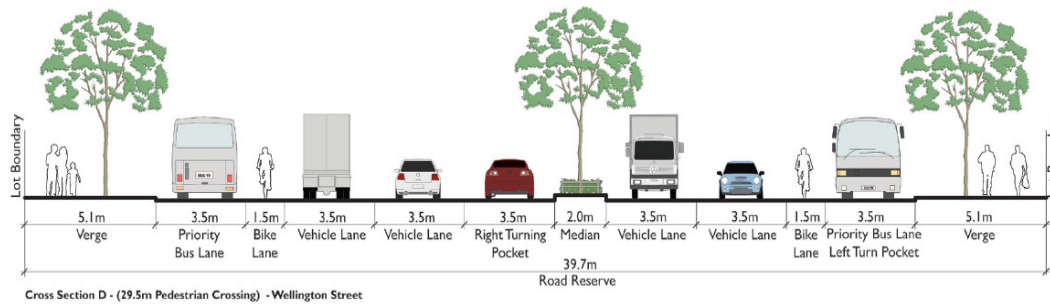 Lot Boundary
5.1m 3.5m 1.5m 3.5m 3.5m 3.5m 2.0m 3.5m 3.5m 1.5m 3.5m 5.1m
Verge Priority Bike Vehicle Lane Vehicle Lane Right Turning Median Vehicle Lane Vehicle Lane Bike Priority Bus Lane Verge
Bus Lane Lane Pocket Lane Left Turn Pocket
39.7m
Road Reserve
Cross Section D - (29.5m Pedestrian Crossing) - Wellington Street